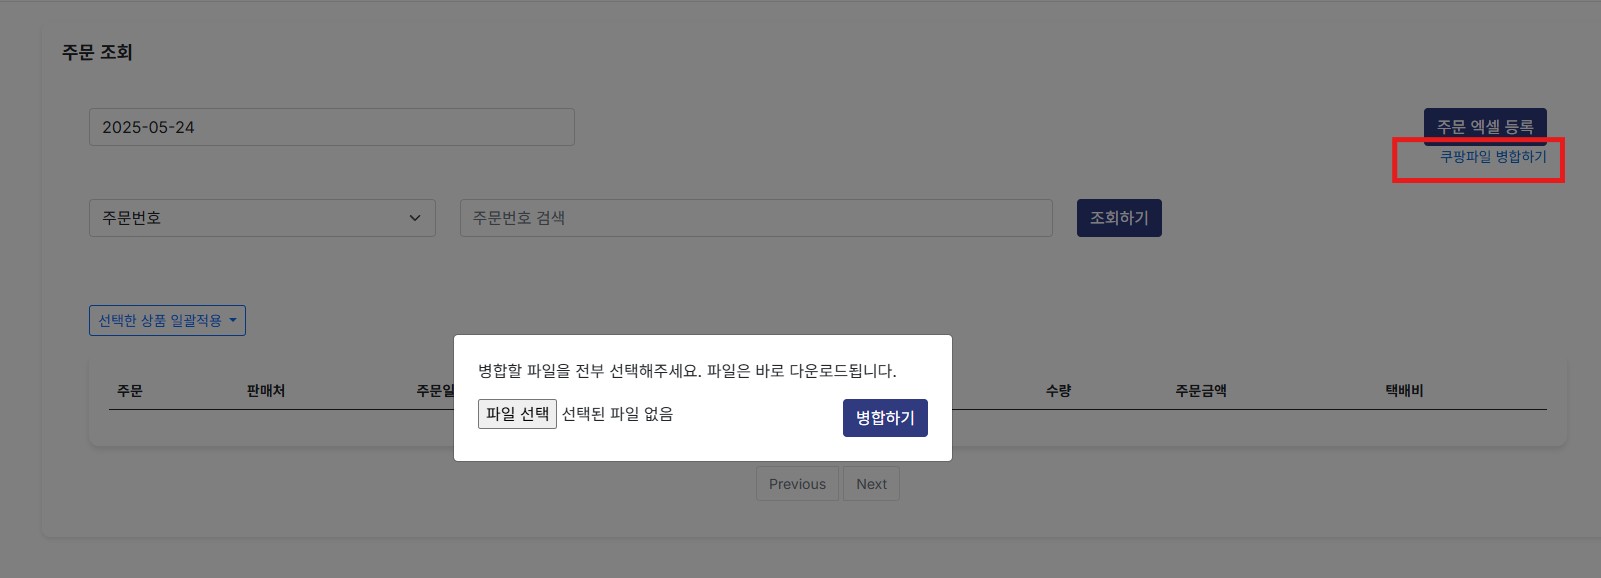 주문 조회
2025-05-24
주문 엑셀 등록
쿠팡파일 병합하기
주문번호
주문번호 검색
조회하기
선택한 상품 일괄적용
병합할 파일을 전부 선택해주세요. 파일은 바로 다운로드됩니다.
파일 선택 선택된 파일 없음
병합하기
주문 판매처 주문일 수량 주문금액 택배비
Previous Next